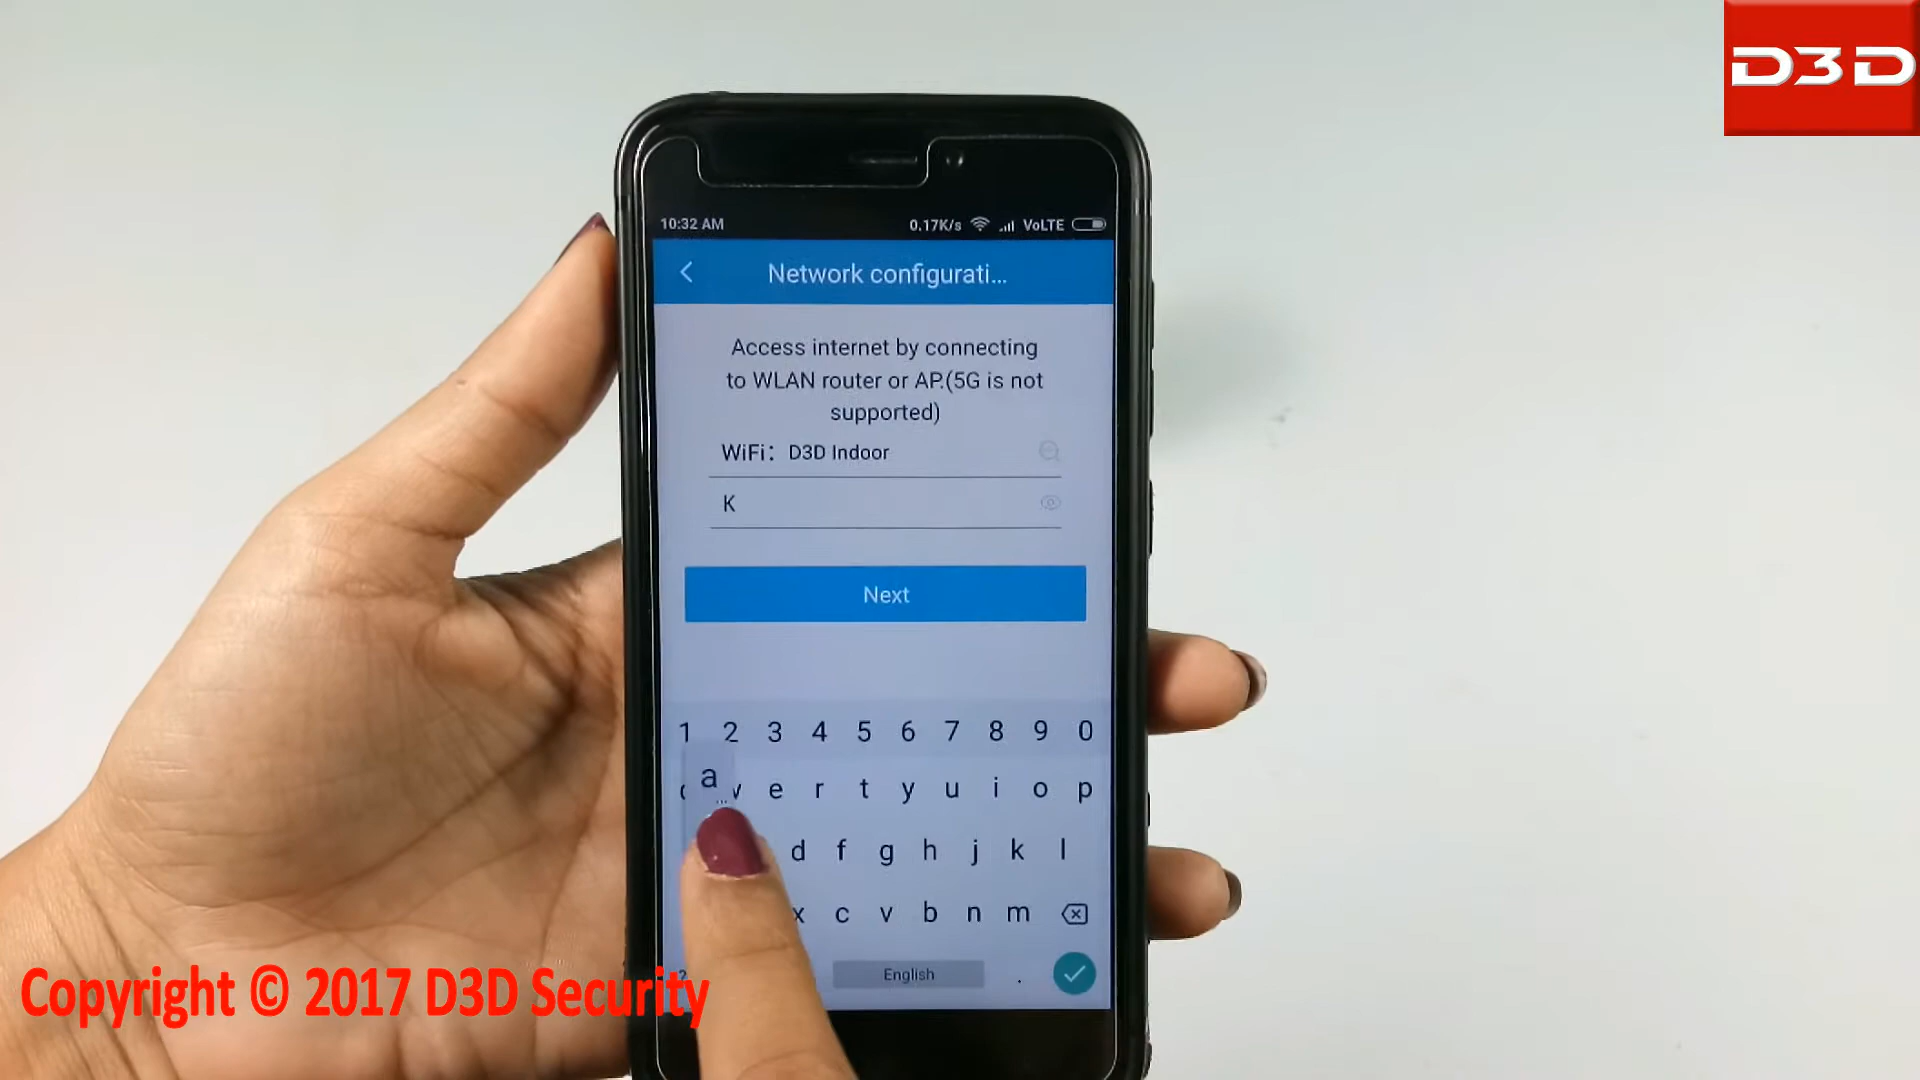 D3D
10:32 AM 0.17K/s VoLTE
Network configurati...
Access internet by connecting
to WLAN router or AP.(5G is not
supported)
WiFi: D3D Indoor
K
Next
1 2 3 4 5 6 7 8 9 0
a
e r t y u i o p
d f g h j k l
x c v b n m
English .
Copyright © 2017 D3D Security